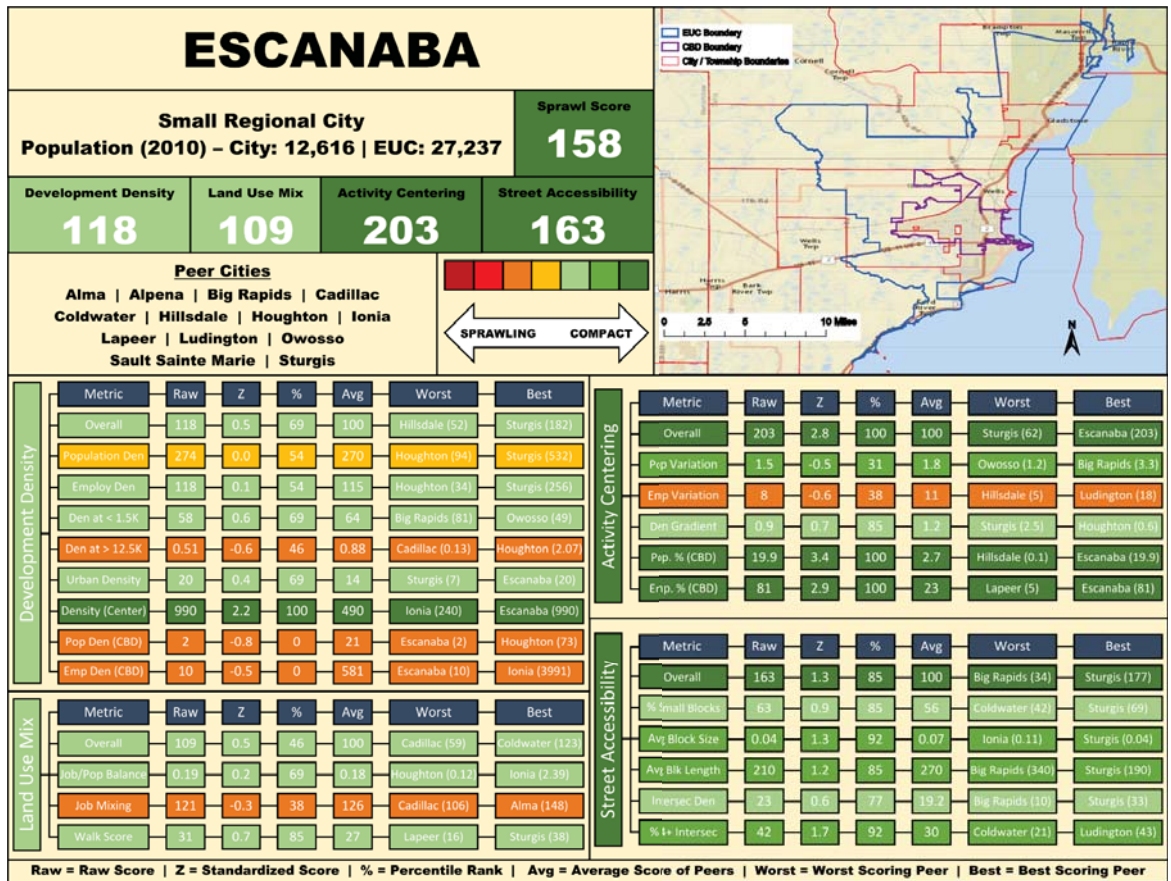 ESCANABA
Small Regional City
Population (2010) – City: 12,616 | EUC: 27,237
Sprawl Score
158
Development Density
118
Land Use Mix
109
Activity Centering
203
Street Accessibility
163
Peer Cities
Alma | Alpena | Big Rapids | Cadillac
Coldwater | Hillsdale | Houghton | Ionia
Lapeer | Ludington | Owosso
Sault Sainte Marie | Sturgis
SPRAWLING COMPACT
EUC Boundary
CBD Boundary
City / Township Boundaries
Brampton Twp
Masonville Twp
Cornell
Cornell Twp
Gladstone
Wells
Wells Twp
Harris
Harris Twp
Bark River Twp
Ford River Twp
0 2.5 5 10 Miles
N
Development Density
Metric Raw Z % Avg Worst Best
Overall 118 0.5 69 100 Hillsdale (52) Sturgis (182)
Population Den 274 0.0 54 270 Houghton (94) Sturgis (532)
Employ Den 118 0.1 54 115 Houghton (34) Sturgis (256)
Den at < 1.5K 58 0.6 69 64 Big Rapids (81) Owosso (49)
Den at > 12.5K 0.51 -0.6 46 0.88 Cadillac (0.13) Houghton (2.07)
Urban Density 20 0.4 69 14 Sturgis (7) Escanaba (20)
Density (Center) 990 2.2 100 490 Ionia (240) Escanaba (990)
Pop Den (CBD) 2 -0.8 0 21 Escanaba (2) Houghton (73)
Emp Den (CBD) 10 -0.5 0 581 Escanaba (10) Ionia (3991)
Land Use Mix
Metric Raw Z % Avg Worst Best
Overall 109 0.5 46 100 Cadillac (59) Coldwater (123)
Job/Pop Balance 0.19 0.2 69 0.18 Houghton (0.12) Ionia (2.39)
Job Mixing 121 -0.3 38 126 Cadillac (106) Alma (148)
Walk Score 31 0.7 85 27 Lapeer (16) Sturgis (38)
Activity Centering
Metric Raw Z % Avg Worst Best
Overall 203 2.8 100 100 Sturgis (62) Escanaba (203)
Pop Variation 1.5 -0.5 31 1.8 Owosso (1.2) Big Rapids (3.3)
Emp Variation 8 -0.6 38 11 Hillsdale (5) Ludington (18)
Den Gradient 0.9 0.7 85 1.2 Sturgis (2.5) Houghton (0.6)
Pop. % (CBD) 19.9 3.4 100 2.7 Hillsdale (0.1) Escanaba (19.9)
Emp. % (CBD) 81 2.9 100 23 Lapeer (5) Escanaba (81)
Street Accessibility
Metric Raw Z % Avg Worst Best
Overall 163 1.3 85 100 Big Rapids (34) Sturgis (177)
% Small Blocks 63 0.9 85 56 Coldwater (42) Sturgis (69)
Avg Block Size 0.04 1.3 92 0.07 Ionia (0.11) Sturgis (0.04)
Avg Blk Length 210 1.2 85 270 Big Rapids (340) Sturgis (190)
Intersec Den 23 0.6 77 19.2 Big Rapids (10) Sturgis (33)
% 4+ Intersec 42 1.7 92 30 Coldwater (21) Ludington (43)
Raw = Raw Score | Z = Standardized Score | % = Percentile Rank | Avg = Average Score of Peers | Worst = Worst Scoring Peer | Best = Best Scoring Peer